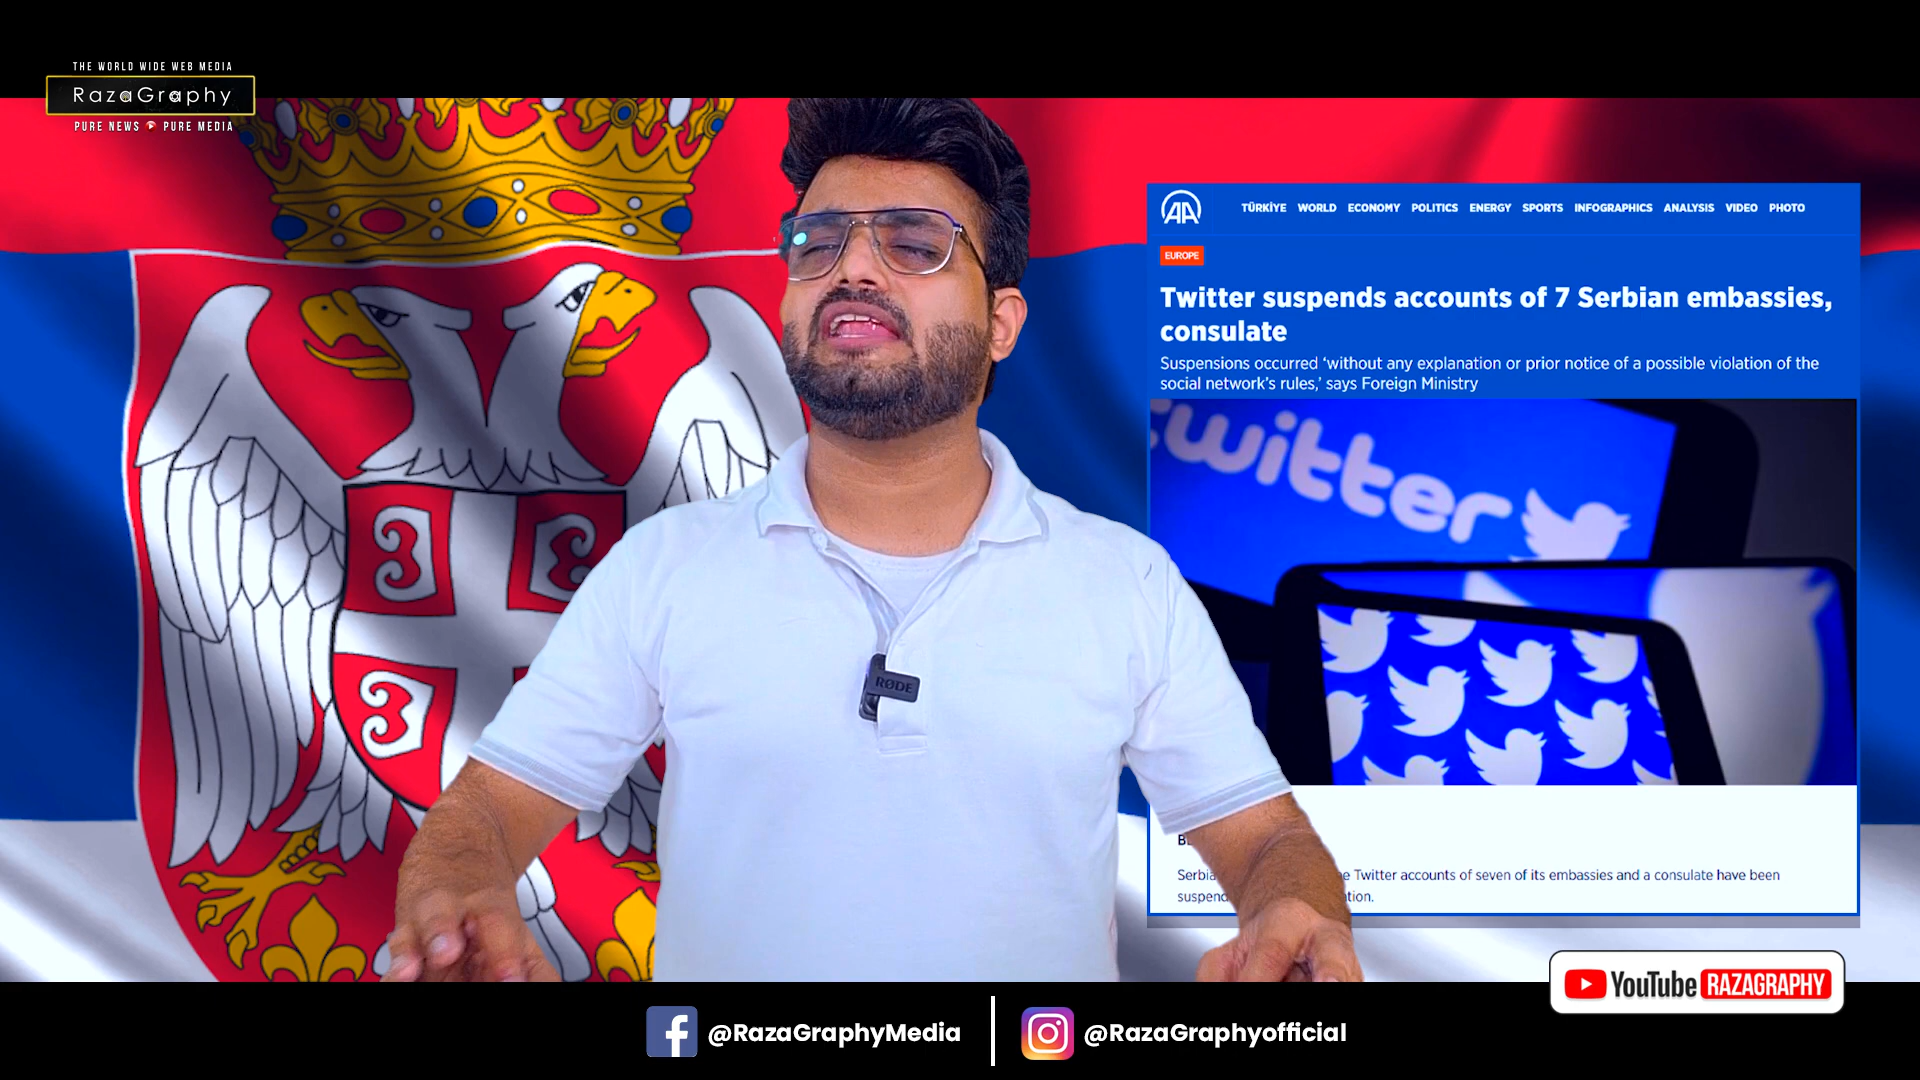 THE WORLD WIDE WEB MEDIA
RazaGraphy
PURE NEWS PURE MEDIA
AA
TÜRKİYE WORLD ECONOMY POLITICS ENERGY SPORTS INFOGRAPHICS ANALYSIS VIDEO PHOTO
EUROPE
Twitter suspends accounts of 7 Serbian embassies,
consulate
Suspensions occurred ‘without any explanation or prior notice of a possible violation of the
social network’s rules,’ says Foreign Ministry
twitter
RØDE
Twitter accounts of seven of its embassies and a consulate have been
YouTube RAZAGRAPHY
@RazaGraphyMedia
@RazaGraphyofficial